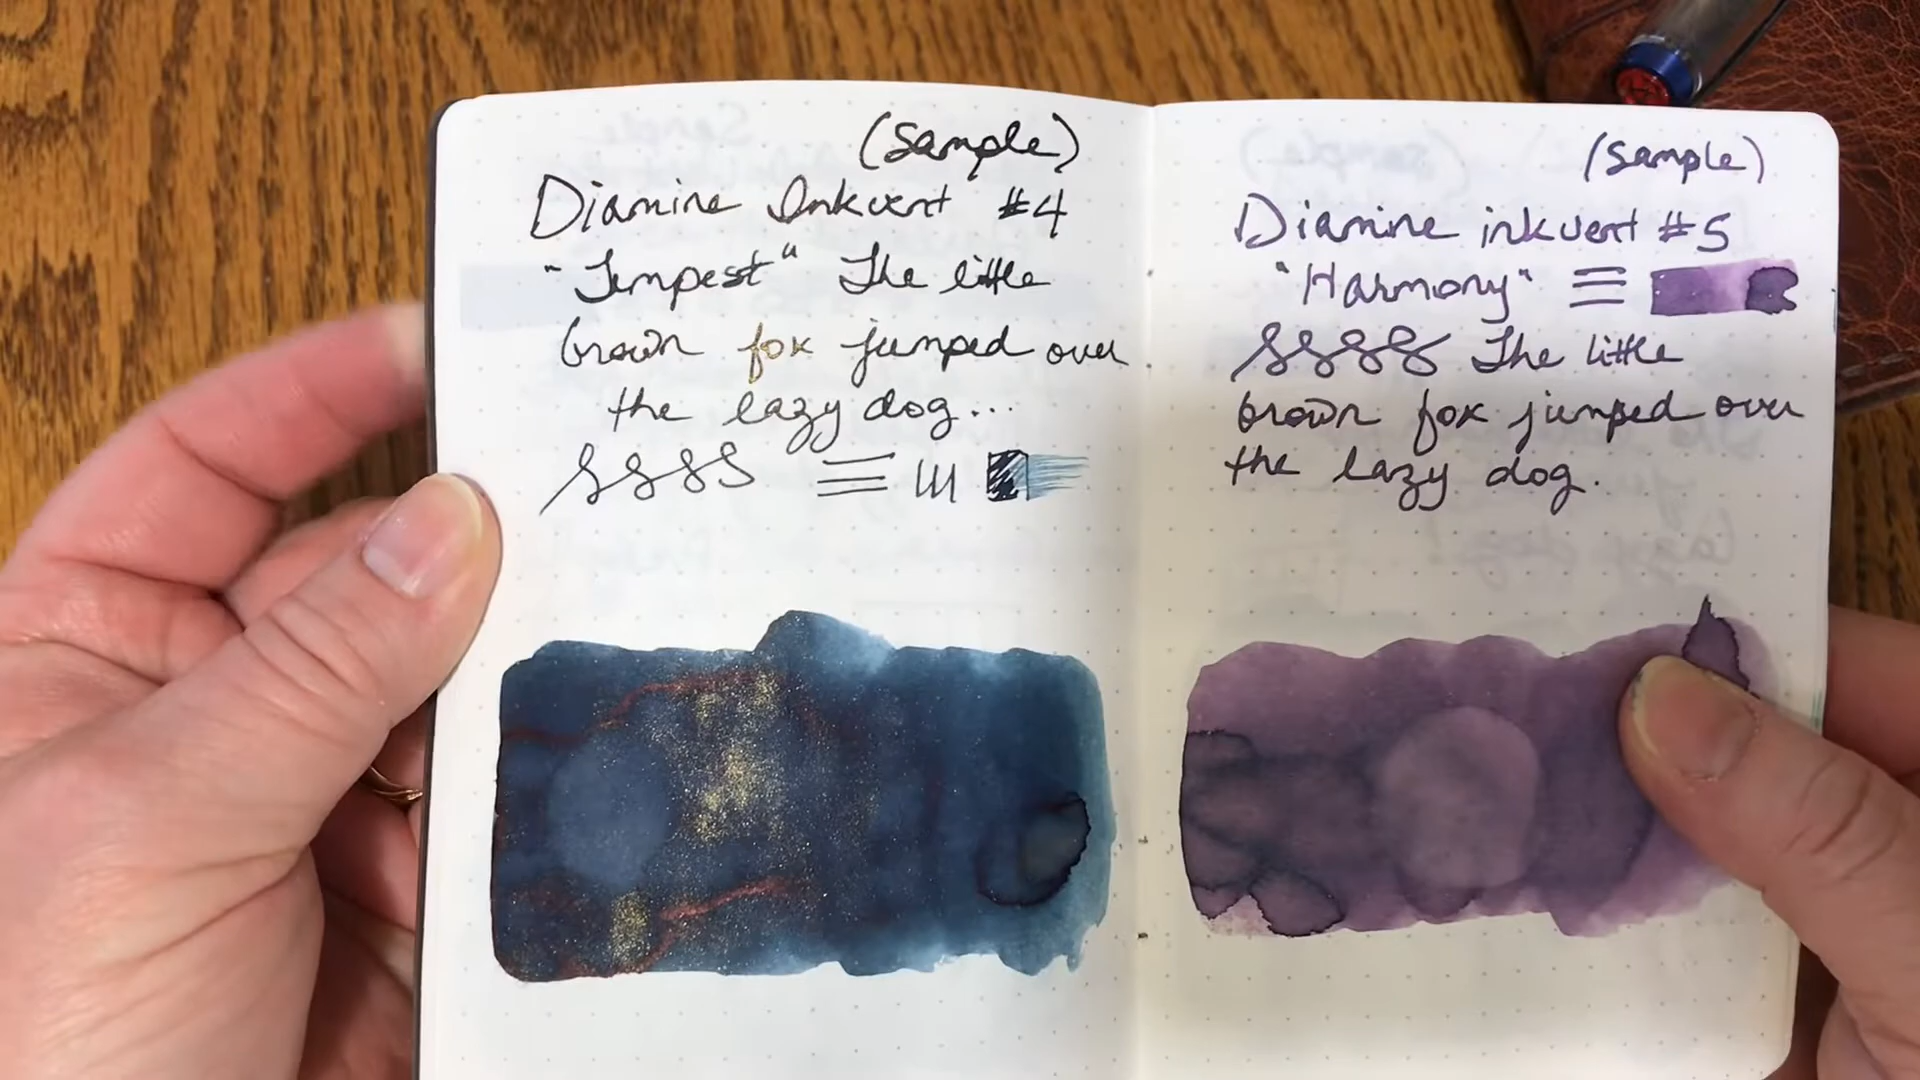 (sample)
Diamine Inkvent #4
"Tempest" The little
brown fox jumped over
the lazy dog...
(sample)
Diamine inkvent #5
"Harmony"
The little
brown fox jumped over
the lazy dog.